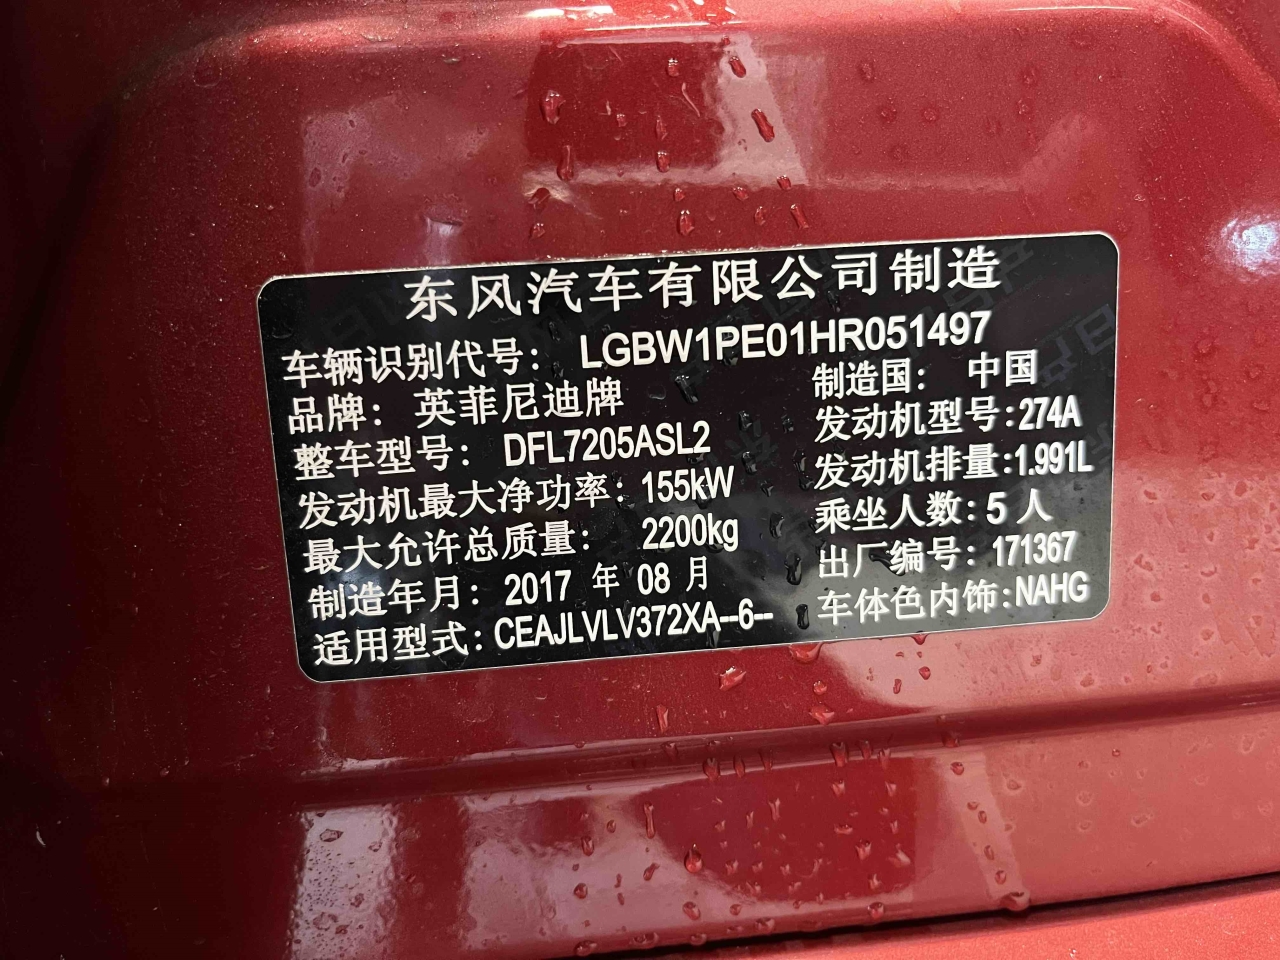 东风汽车有限公司制造
车辆识别代号： LGBW1PE01HR051497
品牌： 英菲尼迪牌 制造国： 中国
整车型号： DFL7205ASL2 发动机型号:274A
发动机最大净功率: 155kW 发动机排量:1.991L
最大允许总质量： 2200kg 乘坐人数: 5 人
制造年月： 2017 年 08 月 出厂编号: 171367
适用型式: CEAJLVLV372XA--6-- 车体色内饰:NAHG